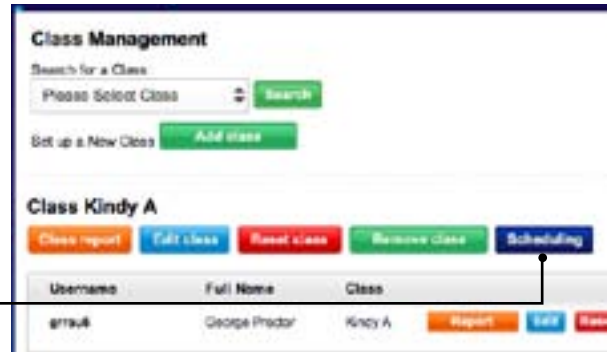 Class Management
Search for a Class
Please Select Class Search
Set up a New Class Add class
Class Kindy A
Class report Edit class Reset class Remove class Scheduling
Username Full Name Class
George Proctor Kindy A Report Edit